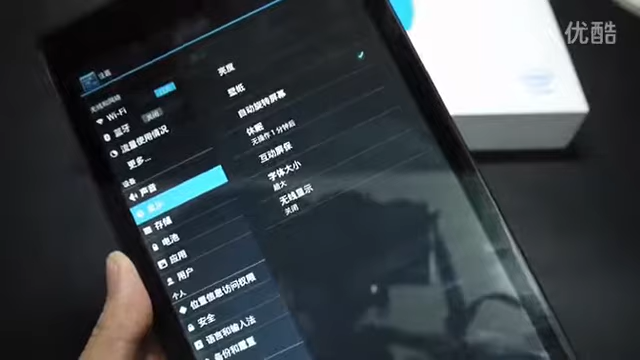 优酷
设置
无线和网络
Wi-Fi
蓝牙
流量使用情况
更多...
设备
声音
显示
存储
电池
应用
用户
个人
位置信息访问权限
安全
语言和输入法
备份和重置
亮度
壁纸
自动旋转屏幕
休眠
无操作1分钟后
互动屏保
字体大小
超大
无线显示
关闭